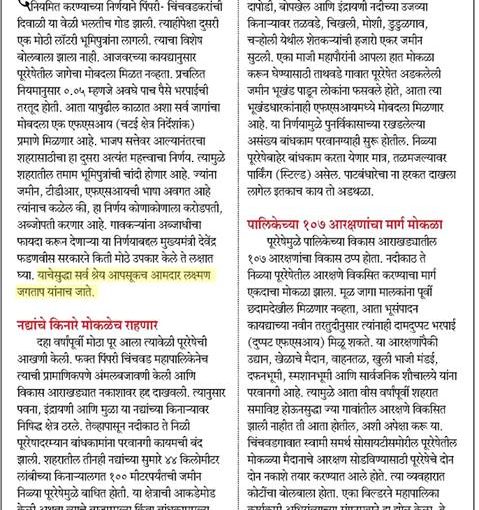 नियमित करण्याच्या निर्णयाने पिंपरी- चिंचवडकरांची
दिवाळी या वेळी भलतीच गोड झाली. त्याहीपेक्षा दुसरी
एक मोठी लॉटरी भूमिपुत्रांना लागली. त्याचा विशेष
बोलबाला झाला नाही. आजवरच्या कायद्यानुसार
पूररेषेतील जागेचा मोबदला मिळत नव्हता. प्रचलित
नियमानुसार ०.०५ म्हणजे अवघे पाच पैसे भरपाईची
तरतूद होती. आता यापुढील काळात अशा सर्व जागांचा
मोबदला एक एफएसआय (चटई क्षेत्र निर्देशांक)
प्रमाणे मिळणार आहे. भाजप सत्तेवर आल्यानंतरचा
शहरासाठीचा हा दुसरा अत्यंत महत्त्वाचा निर्णय. त्यामुळे
शहरातील तमाम भूमिपुत्रांची चांदी होणार आहे. ज्यांना
जमीन, टीडीआर, एफएसआयची भाषा अवगत आहे
त्यांनाच कळेल की, हा निर्णय कोणाकोणाला करोडपती,
अब्जोपती करणार आहे. गावकऱ्यांना अब्जाधींचा
फायदा करून देणाऱ्या या निर्णयाबद्दल मुख्यमंत्री देवेंद्र
फडणवीस सरकारने किती मोठे उपकार केले ते लक्षात
घ्या. याचेसुद्धा सर्व श्रेय आपसूकच आमदार लक्ष्मण
जगताप यांनाच जाते.
नद्यांचे किनारे मोकळेच राहणार
दहा वर्षांपूर्वी मोठा पूर आला त्यावेळी पूररेषेची
आखणी केली. फक्त पिंपरी चिंचवड महापालिकेनेच
त्याची प्रामाणिकपणे अंमलबजावणी केली आणि
विकास आराखड्यात नकाशावर हद्द दाखवली. त्यानुसार
पवना, इंद्रायणी आणि मुळा या नद्यांच्या किनाऱ्यावर
निषिद्ध क्षेत्र ठरले. तेव्हापासून नदीकाठ ते निळी
पूररेषादरम्यान बांधकामांना परवानगी कायमची बंद
झाली. शहरातील तीनही नद्यांच्या सुमारे ४४ किलोमीटर
लांबीच्या किनाऱ्यालगत १०० मीटरपर्यंतची जमीन
निळ्या पूररेषेमुळे बाधित होती. या क्षेत्राची आकडेमोड
दापोडी, बोपखेल आणि इंद्रायणी नदीच्या उजव्या
किनाऱ्यावर तळवडे, चिखली, मोशी, डुडुळगाव,
चऱ्होली येथील शेतकऱ्यांची हजारो एकर जमीन
सुटली. एका माजी महापौरांनी आपला हात मोकळा
करून घेण्यासाठी ताथवडे गावात पूररेषेत अडकलेली
जमीन भूखंड पाडून लोकांना फसवले होते, आता त्या
भूखंडधारकांनाही एफएसआयमध्ये मोबदला मिळणार
आहे. या निर्णयामुळे पुनर्विकासाच्या रखडलेल्या
असंख्य बांधकाम परवानग्याही सुरू होतील. निळ्या
पूररेषेबाहेर बांधकाम करता येणार मात्र, तळमजल्यावर
पार्किंग (स्टिल्ट) असेल. पाटबंधारेचा ना हरकत दाखला
लागेल इतकाच काय तो अडथळा.
पालिकेच्या १०७ आरक्षणांचा मार्ग मोकळा
पूररेषेमुळे पालिकेच्या विकास आराखड्यातील
१०७ आरक्षणांचा विकास ठप्प होता. नदीकाठ ते
निळ्या पूररेषेतील आरक्षणे विकसित करण्याचा मार्ग
एकदाचा मोकळा झाला. मूळ जागा मालकांना पूर्वी
छदामदेखील मिळणार नव्हता, आता भूसंपादन
कायद्याच्या नवीन तरतुदीनुसार त्यांनाही दामदुप्पट भरपाई
(दुप्पट एफएसआय) मिळू शकते. या आरक्षणांपैकी
उद्यान, खेळाचे मैदान, वाहनतळ, खुली भाजी मंडई,
दफनभूमी, स्मशानभूमी आणि सार्वजनिक शौचालये यांना
परवानगी आहे. त्यामुळे आता वीस वर्षांपूर्वी शहरात
समाविष्ट होऊनसुद्धा ज्या गावांतील आरक्षणे विकसित
झाली नाहीत ती आता होतील, अशी अपेक्षा करू या.
चिंचवडगावात स्वामी समर्थ सोसायटीसमोरील पूररेषेतील
मोकळ्या मैदानाचे आरक्षण सोडविण्यासाठी पूररेषेचे दोन
दोन नकाशे तयार करण्यात आले होते. त्या व्यवहारात
कोटींचा बोलबाला होता. एका बिल्डरने महापालिका